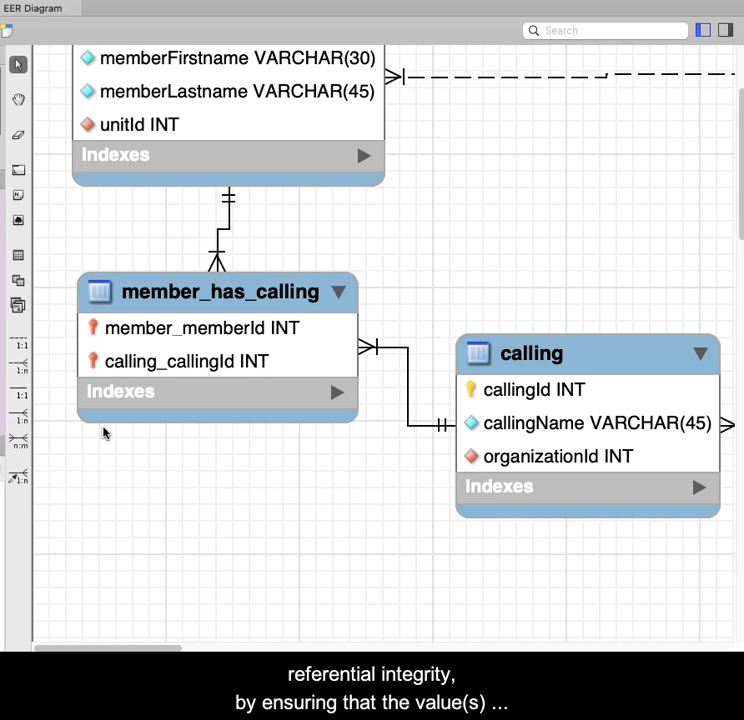 EER Diagram
Search
memberFirstname VARCHAR(30)
memberLastname VARCHAR(45)
unitId INT
Indexes
member_has_calling
member_memberId INT
calling_callingId INT
Indexes
calling
callingId INT
callingName VARCHAR(45)
organizationId INT
Indexes
1:1
1:n
1:1
1:n
n:m
1:n
referential integrity,
by ensuring that the value(s) ...